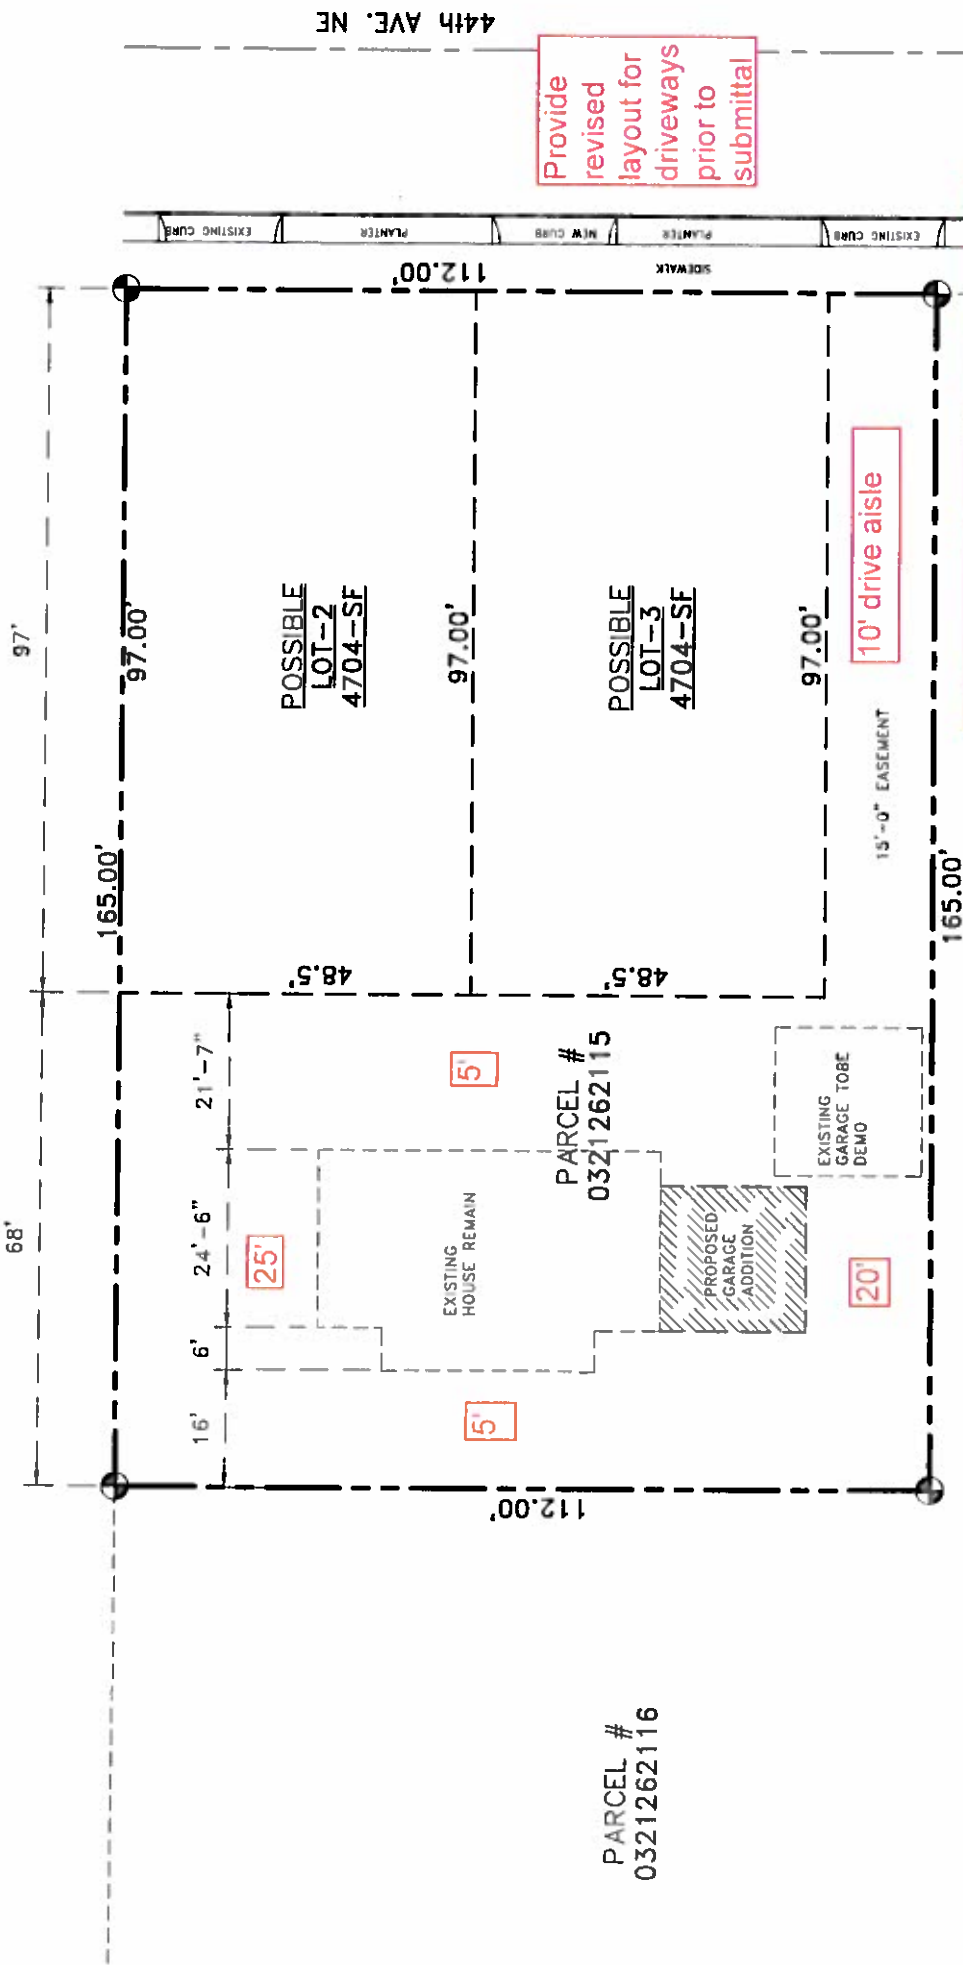 44th AVE. NE
Provide
revised
layout for
driveways
prior to
submittal
EXISTING CURB
PLANTER
NEW CURB
PLANTER
EXISTING CURB
SIDEWALK
112.00'
97'
97.00'
POSSIBLE
LOT-2
4704-SF
97.00'
POSSIBLE
LOT-3
4704-SF
97.00'
10' drive aisle
15'-0" EASEMENT
165.00'
165.00'
48.5'
48.5'
68'
21'-7"
24'-6"
6'
16'
5'
25'
5'
20'
PARCEL #
0321262115
EXISTING
HOUSE REMAIN
PROPOSED
GARAGE
ADDITION
EXISTING
GARAGE TOBE
DEMO
112.00'
PARCEL #
0321262116